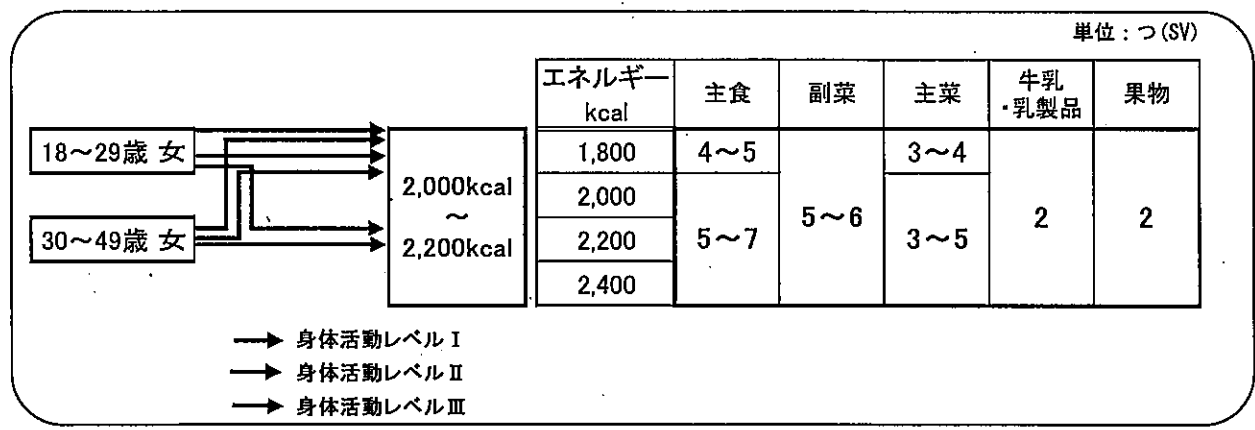 単位：つ(SV)
エネルギー kcal 主食 副菜 主菜 牛乳・乳製品 果物
18～29歳 女
30～49歳 女
2,000kcal
～
2,200kcal
1,800 4～5 3～4
2,000
2,200 5～7 5～6 3～5 2 2
2,400
身体活動レベルⅠ
身体活動レベルⅡ
身体活動レベルⅢ